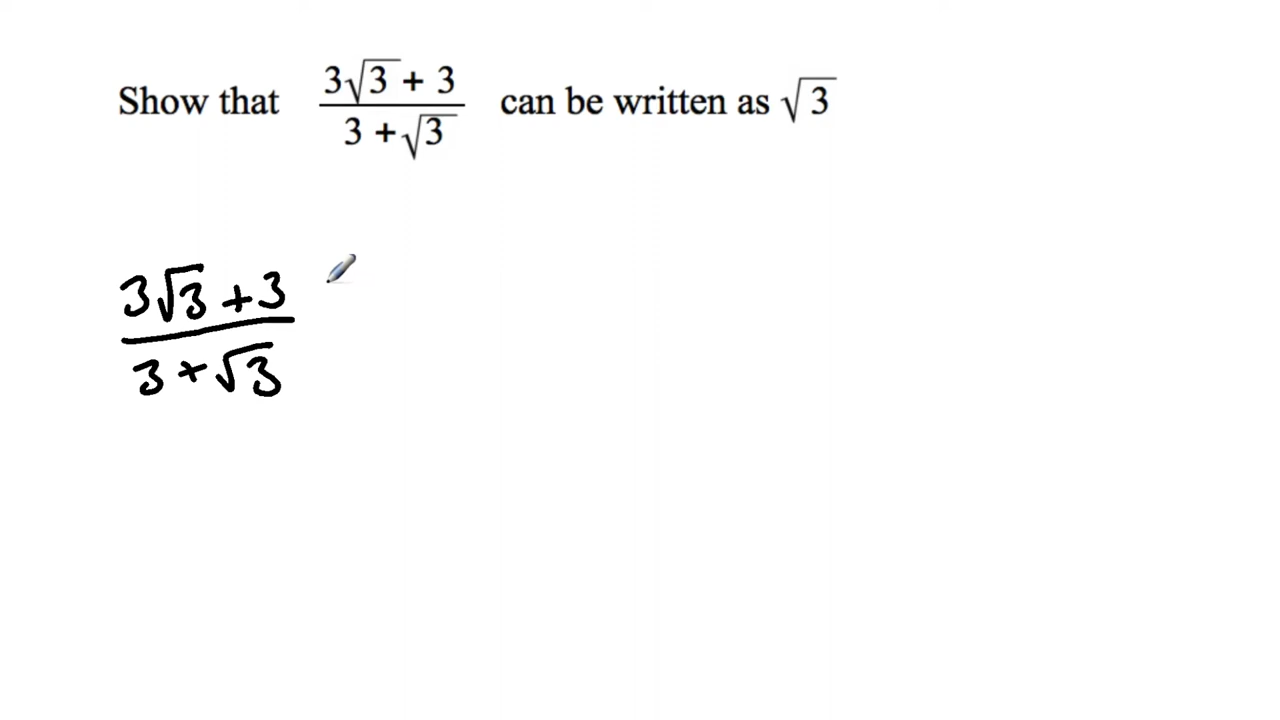 Show that (3√3 + 3)/(3 + √3) can be written as √3
3√3 + 3
3 + √3